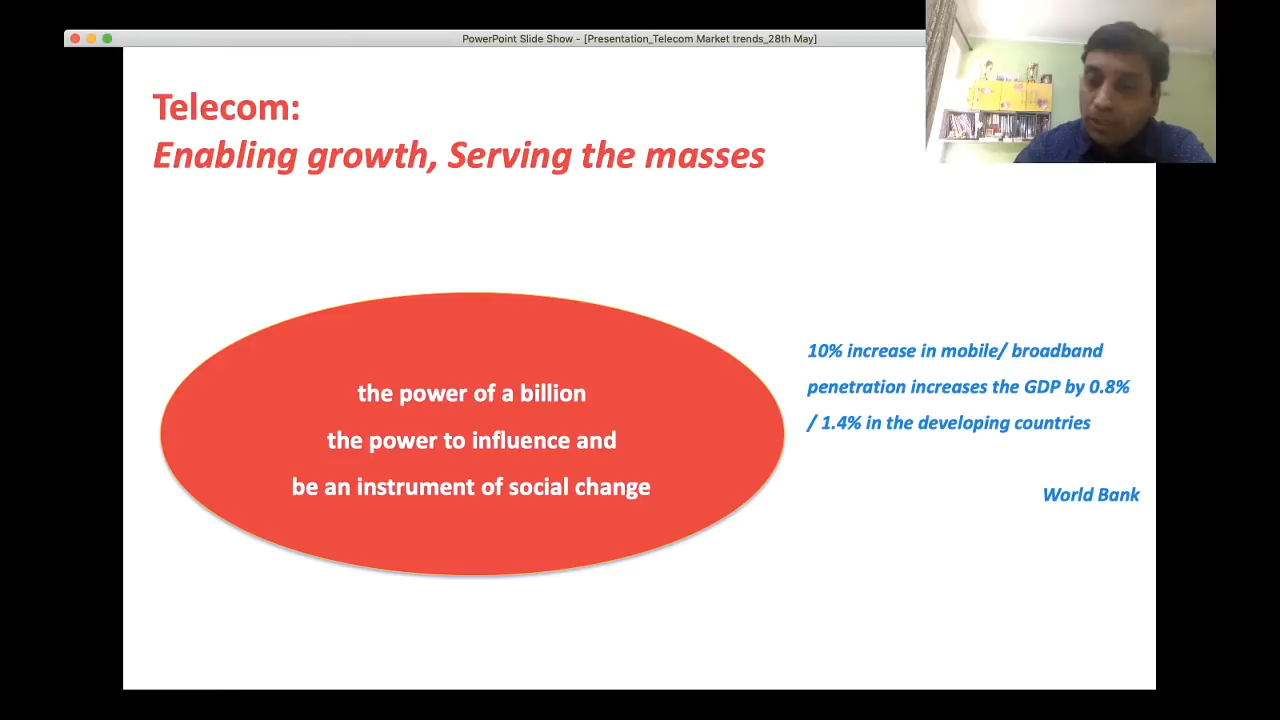 PowerPoint Slide Show - [Presentation_Telecom Market trends_28th May]
Telecom:
Enabling growth, Serving the masses
the power of a billion
the power to influence and
be an instrument of social change
10% increase in mobile/ broadband
penetration increases the GDP by 0.8%
/ 1.4% in the developing countries
World Bank